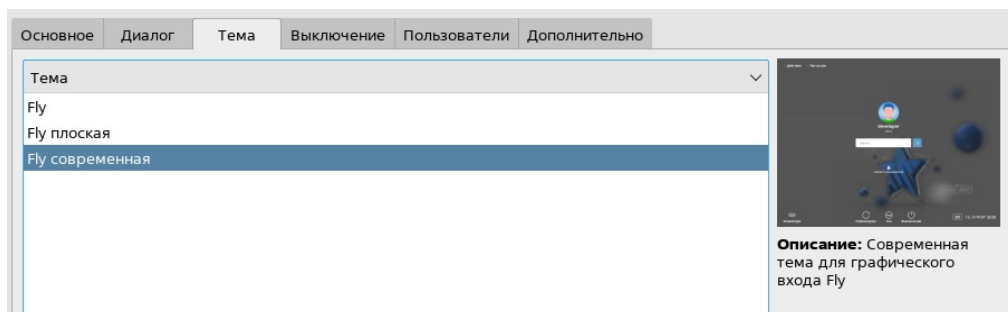 Основное Диалог Тема Выключение Пользователи Дополнительно
Тема
Fly
Fly плоская
Fly современная
developer
Описание: Современная
тема для графического
входа Fly